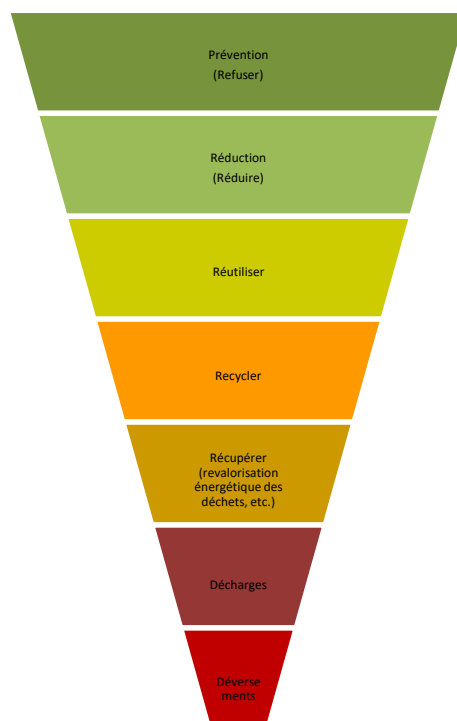 Prévention
(Refuser)
Réduction
(Réduire)
Réutiliser
Recycler
Récupérer
(revalorisation
énergétique des
déchets, etc.)
Décharges
Déverse
ments